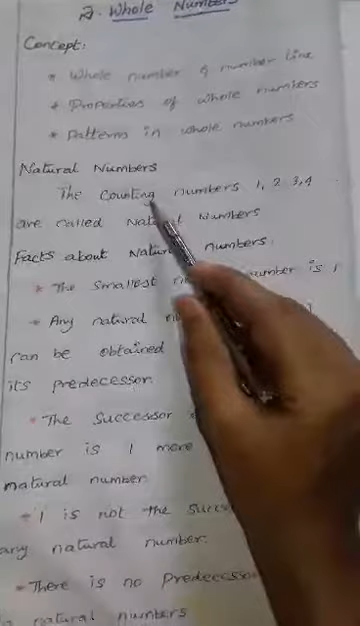 2. Whole Numbers
Concept:
* Whole number & number line
* Properties of whole numbers
* Patterns in whole numbers
Natural Numbers
The Counting numbers 1, 2 3,4
are called Natural Numbers
Facts about Natural numbers.
* The smallest number is 1
* Any natural
can be obtained
its predecessor.
* The Successor
number is 1 more
matural number.
* 1 is not the
any natural number.
* There is no Predecessor
natural numbers